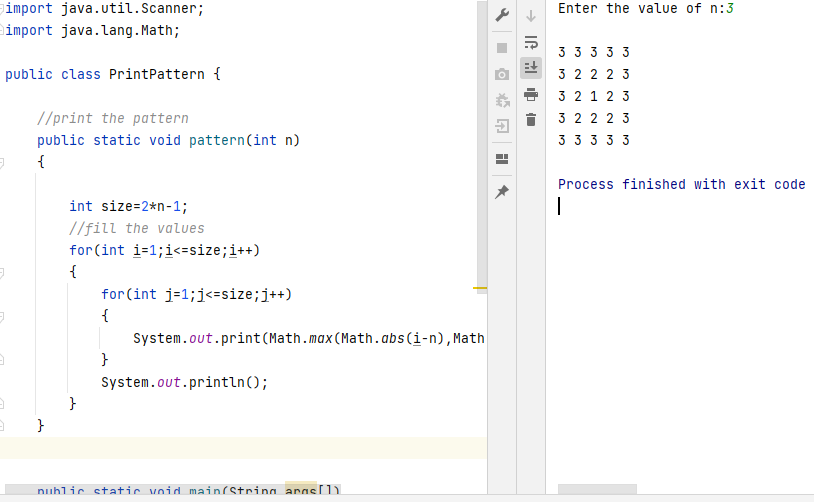 import java.util.Scanner;
import java.lang.Math;
public class PrintPattern {
//print the pattern
public static void pattern(int n)
{
int size=2*n-1;
//fill the values
for(int i=1;i<=size;i++)
{
for(int j=1;j<=size;j++)
{
System.out.print(Math.max(Math.abs(i-n),Math
}
System.out.println();
}
}
public static void main(String args[])
Enter the value of n:3
3 3 3 3 3
3 2 2 2 3
3 2 1 2 3
3 2 2 2 3
3 3 3 3 3
Process finished with exit code